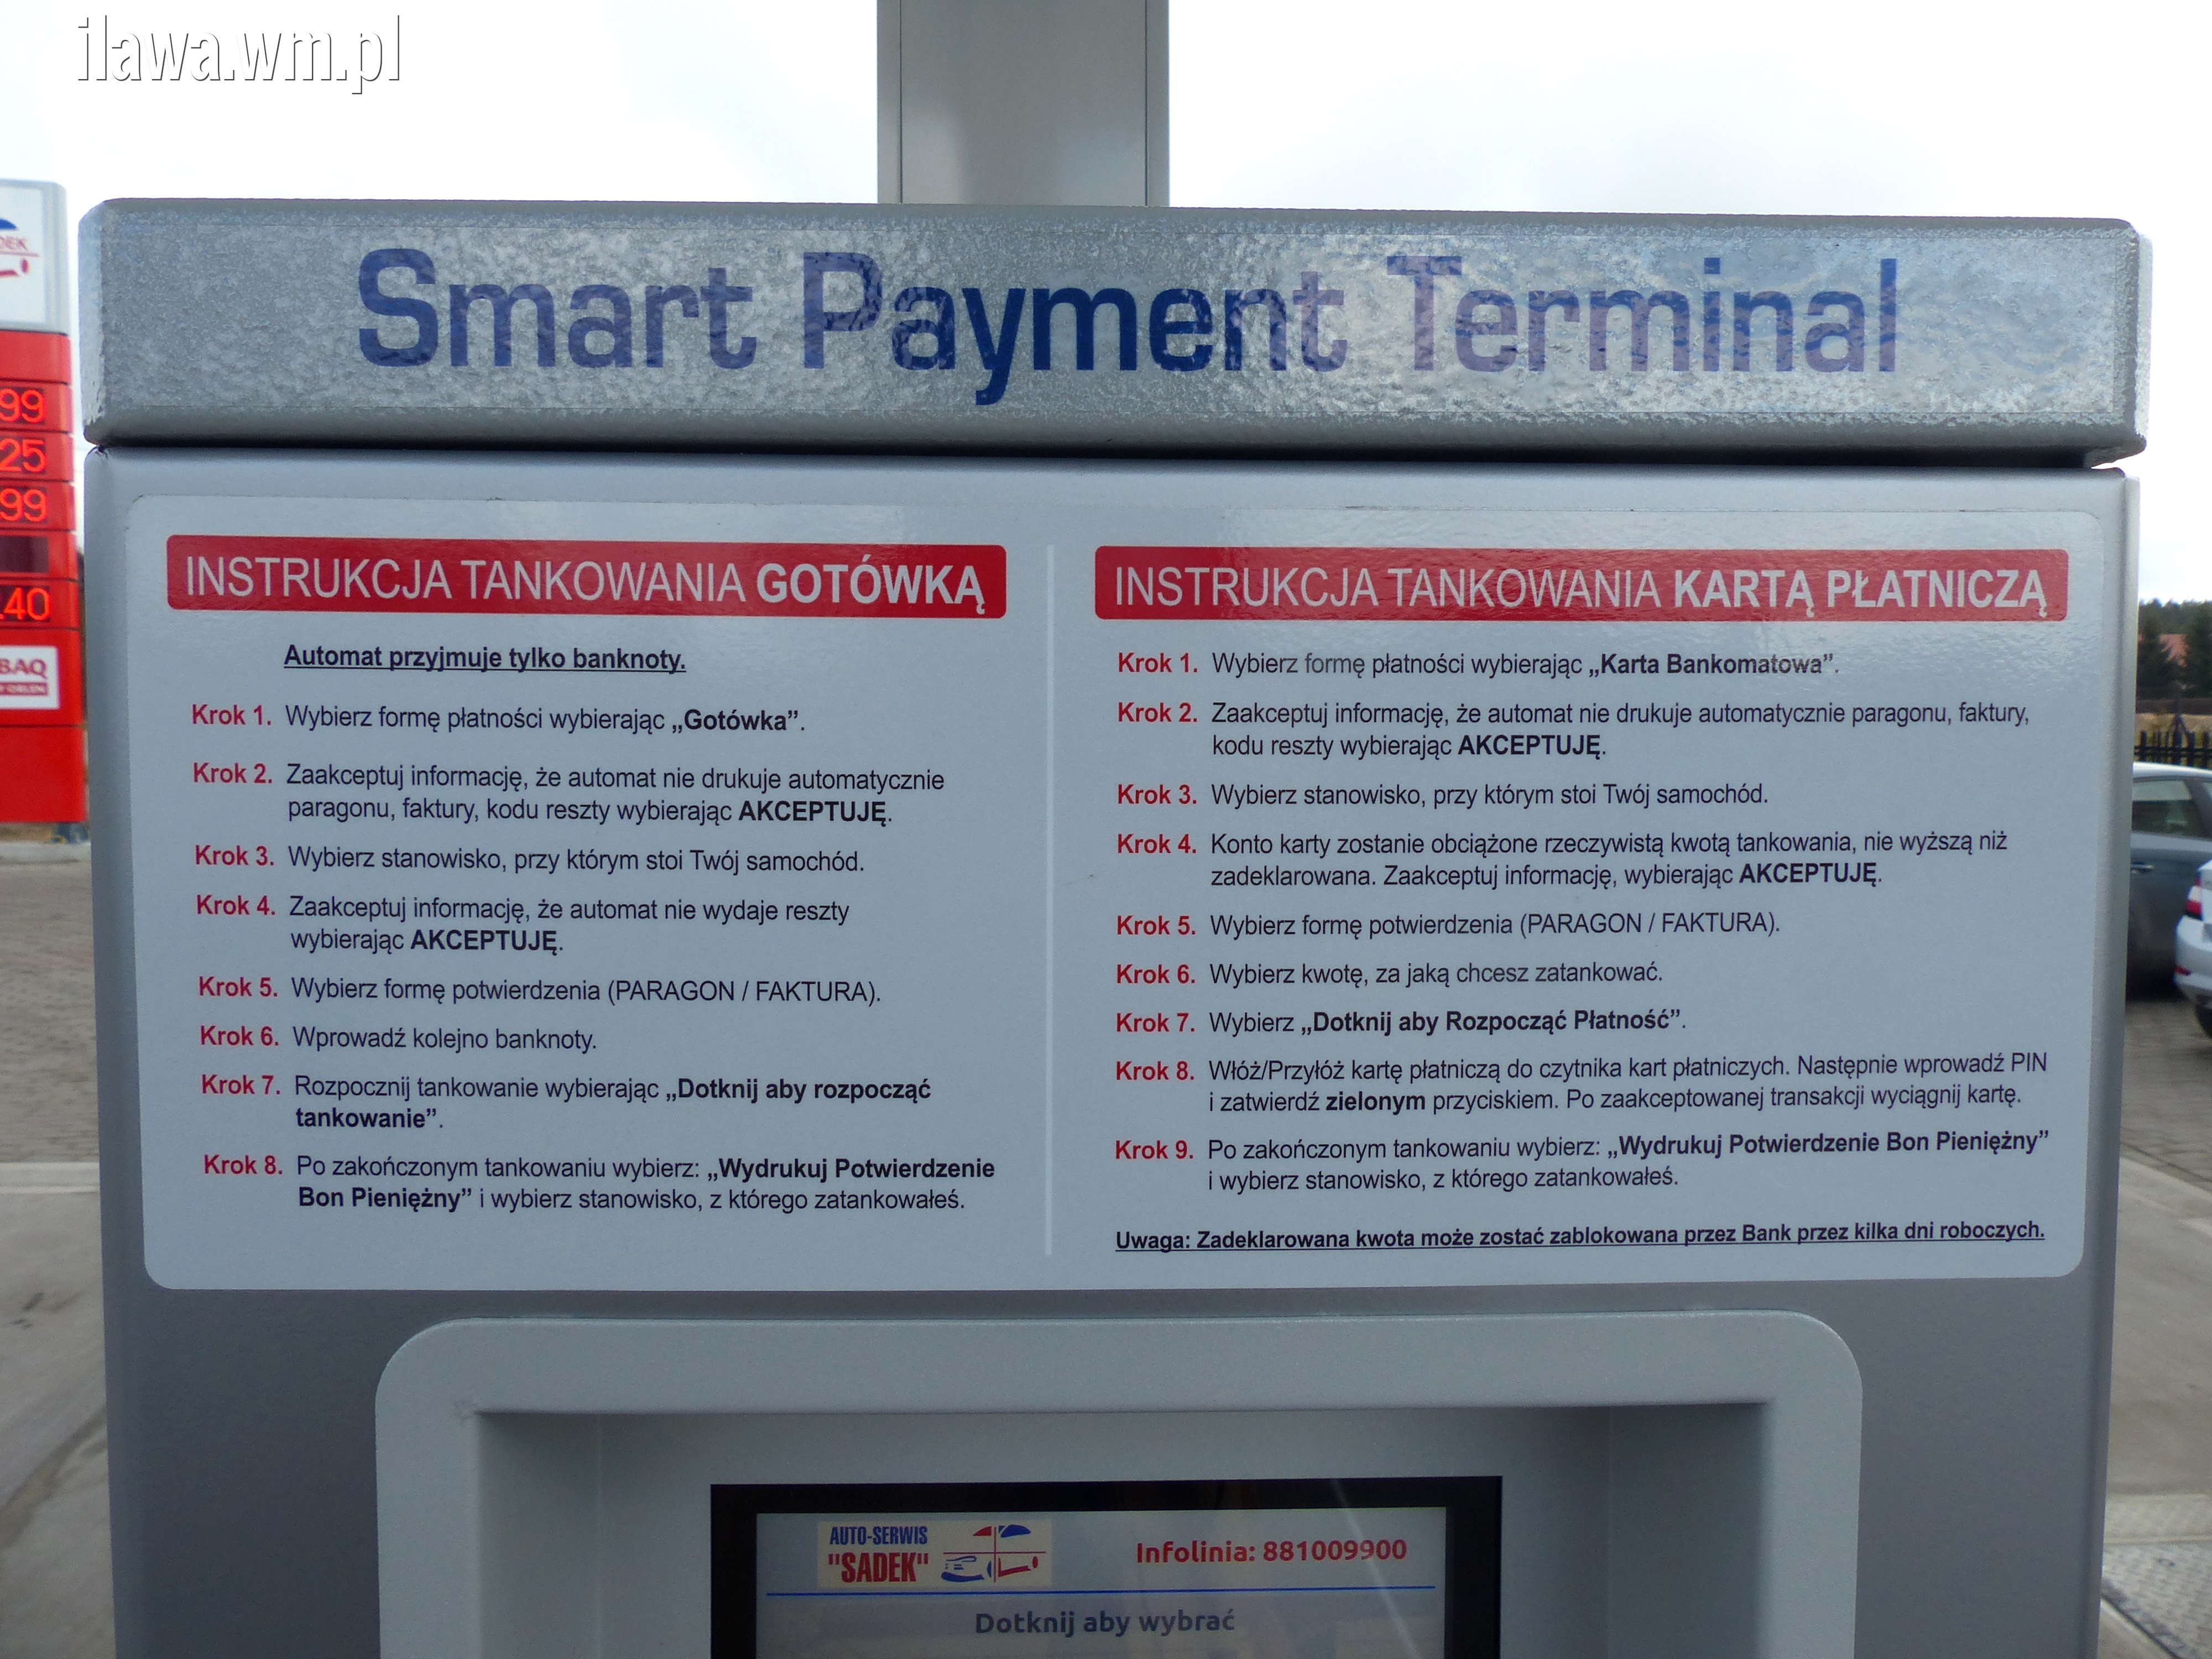 ilawa.wm.pl
Smart Payment Terminal
INSTRUKCJA TANKOWANIA GOTÓWKĄ
Automat przyjmuje tylko banknoty.
Krok 1. Wybierz formę płatności wybierając „Gotówka”.
Krok 2. Zaakceptuj informację, że automat nie drukuje automatycznie
paragonu, faktury, kodu reszty wybierając AKCEPTUJĘ.
Krok 3. Wybierz stanowisko, przy którym stoi Twój samochód.
Krok 4. Zaakceptuj informację, że automat nie wydaje reszty
wybierając AKCEPTUJĘ.
Krok 5. Wybierz formę potwierdzenia (PARAGON / FAKTURA).
Krok 6. Wprowadź kolejno banknoty.
Krok 7. Rozpocznij tankowanie wybierając „Dotknij aby rozpocząć
tankowanie”.
Krok 8. Po zakończonym tankowaniu wybierz: „Wydrukuj Potwierdzenie
Bon Pieniężny” i wybierz stanowisko, z którego zatankowałeś.
INSTRUKCJA TANKOWANIA KARTĄ PŁATNICZĄ
Krok 1. Wybierz formę płatności wybierając „Karta Bankomatowa”.
Krok 2. Zaakceptuj informację, że automat nie drukuje automatycznie paragonu, faktury,
kodu reszty wybierając AKCEPTUJĘ.
Krok 3. Wybierz stanowisko, przy którym stoi Twój samochód.
Krok 4. Konto karty zostanie obciążone rzeczywistą kwotą tankowania, nie wyższą niż
zadeklarowana. Zaakceptuj informację, wybierając AKCEPTUJĘ.
Krok 5. Wybierz formę potwierdzenia (PARAGON / FAKTURA).
Krok 6. Wybierz kwotę, za jaką chcesz zatankować.
Krok 7. Wybierz „Dotknij aby Rozpocząć Płatność”.
Krok 8. Włóż/Przyłóż kartę płatniczą do czytnika kart płatniczych. Następnie wprowadź PIN
i zatwierdź zielonym przyciskiem. Po zaakceptowanej transakcji wyciągnij kartę.
Krok 9. Po zakończonym tankowaniu wybierz: „Wydrukuj Potwierdzenie Bon Pieniężny”
i wybierz stanowisko, z którego zatankowałeś.
Uwaga: Zadeklarowana kwota może zostać zablokowana przez Bank przez kilka dni roboczych.
AUTO-SERWIS
"SADEK"
Infolinia: 881009900
Dotknij aby wybrać
99
25
99
.40